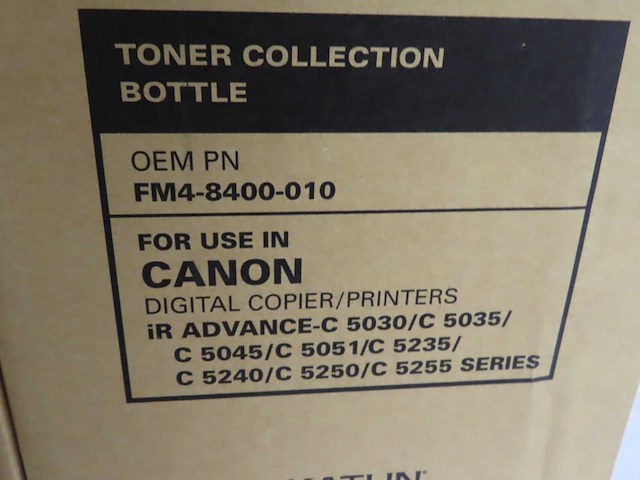 TONER COLLECTION
BOTTLE
OEM PN
FM4-8400-010
FOR USE IN
CANON
DIGITAL COPIER/PRINTERS
iR ADVANCE-C 5030/C 5035/
C 5045/C 5051/C 5235/
C 5240/C 5250/C 5255 SERIES